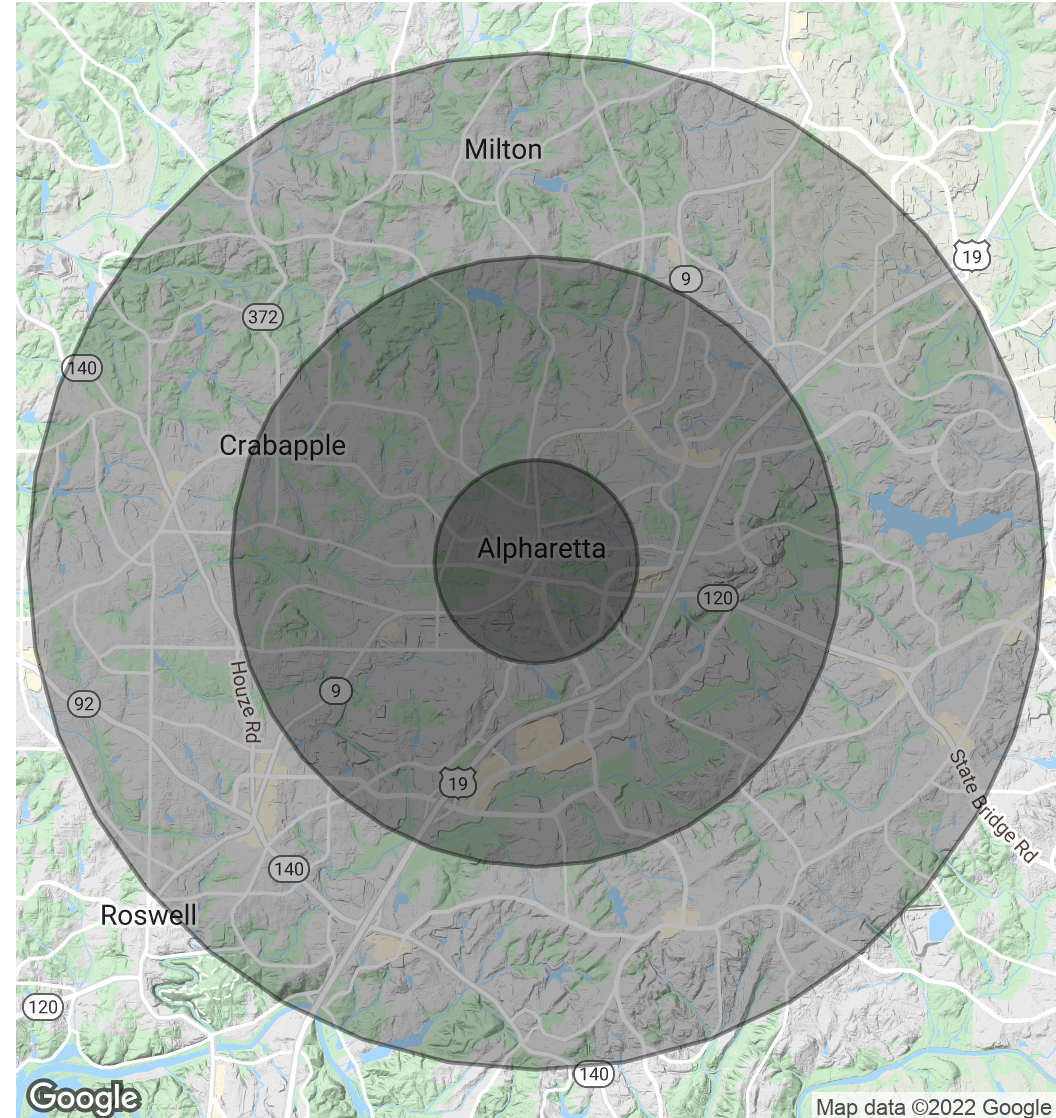 Milton
19
9
372
140
Crabapple
Alpharetta
120
Houze Rd
9
92
19
State Bridge Rd
140
Roswell
120
140
Google
Map data ©2022 Google